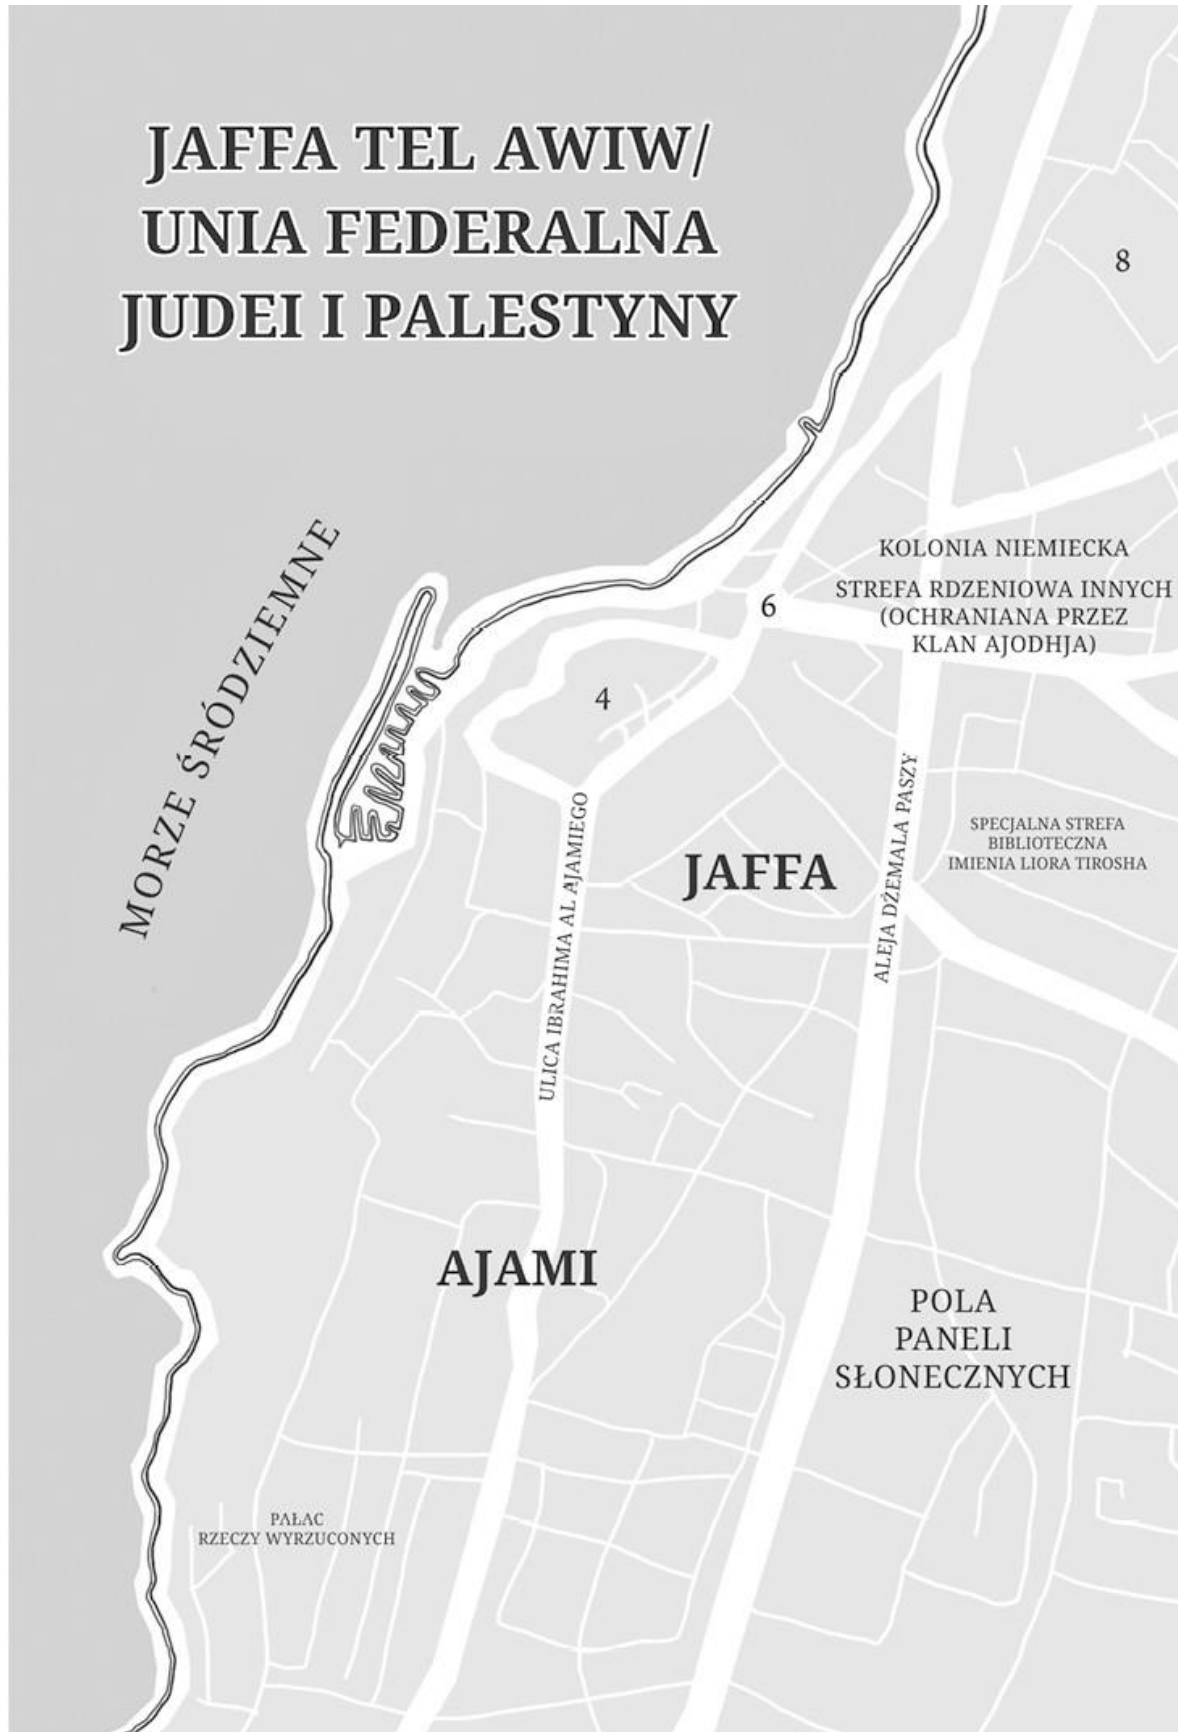 JAFFA TEL AWIW/
UNIA FEDERALNA
JUDEI I PALESTYNY
8
MORZE ŚRÓDZIEMNE
KOLONIA NIEMIECKA
STREFA RDZENIOWA INNYCH
(OCHRANIANA PRZEZ
KLAN AJODHJA)
6
4
ULICA IBRAHIMA AL AJAMIEGO
JAFFA
ALEJA DŻEMALA PASZY
SPECJALNA STREFA
BIBLIOTECZNA
IMIENIA LIORA TIROSHA
AJAMI
POLA
PANELI
SŁONECZNYCH
PAŁAC
RZECZY WYRZUCONYCH